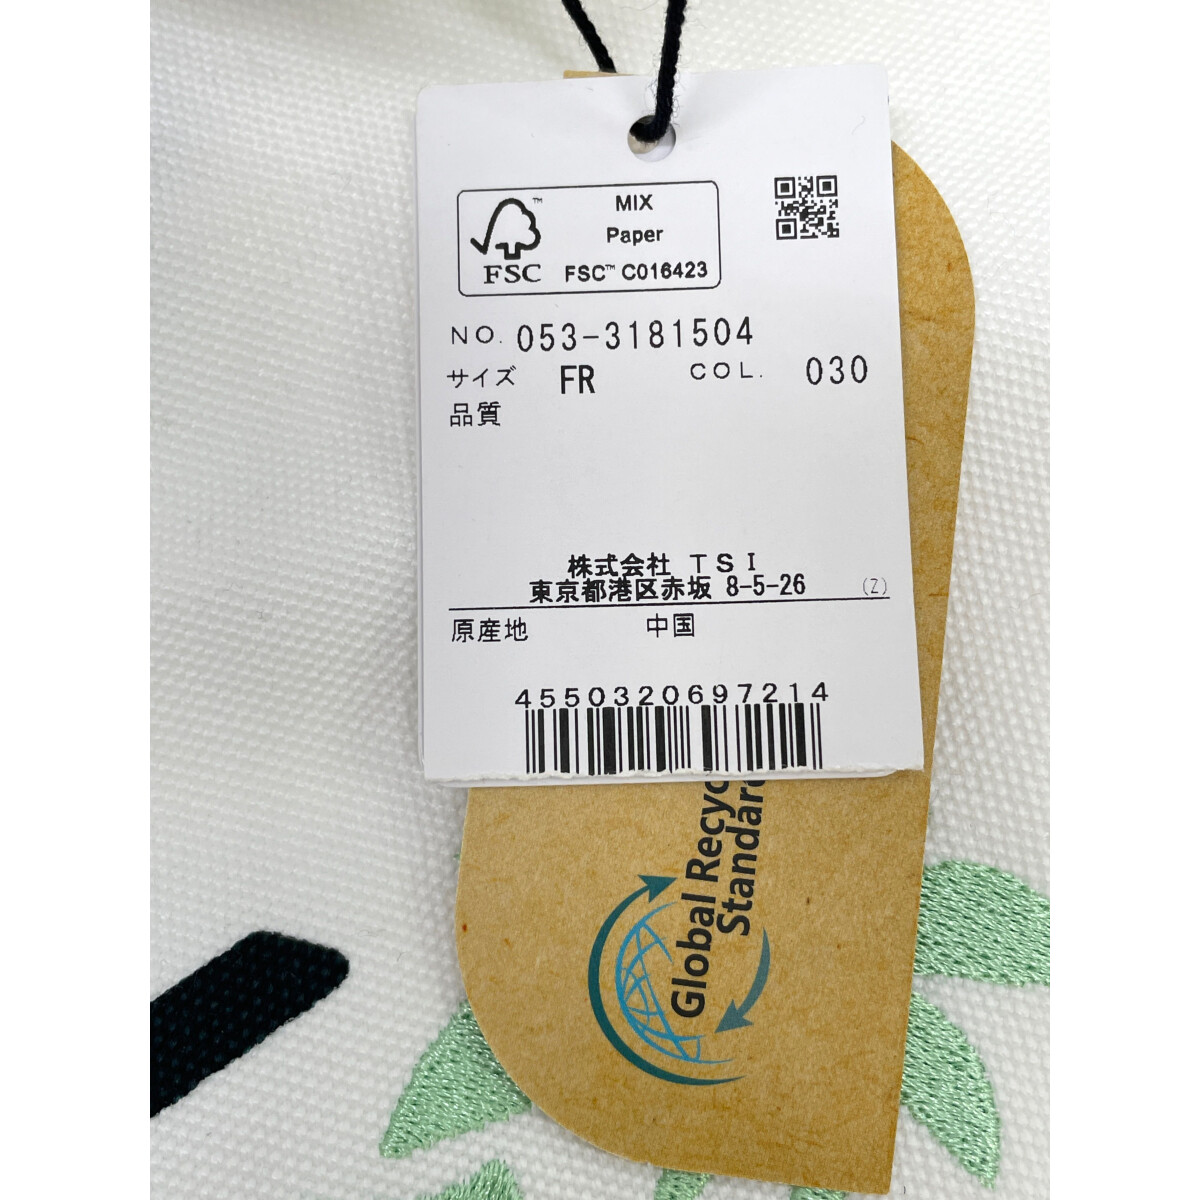 MIX
Paper
FSC™ C016423
FSC
™
NO. 053-3181504
サイズ FR COL. 030
品質
株式会社 TSI
東京都港区赤坂 8-5-26 (Z)
原産地 中国
4550320697214
Global Recyc
Standard